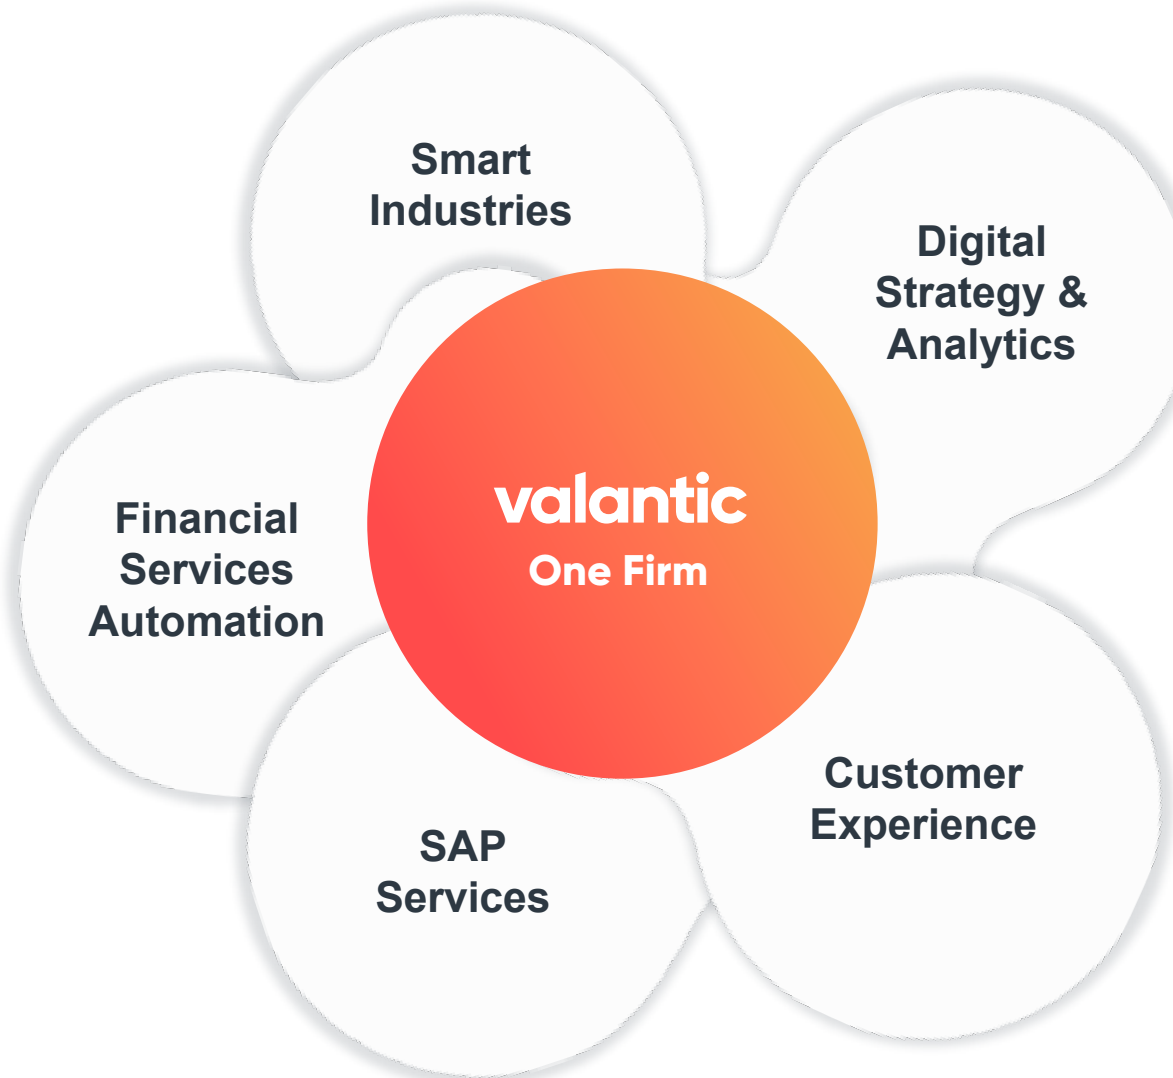 Smart
Industries
Digital
Strategy &
Analytics
Financial
Services
Automation
valantic
One Firm
Customer
Experience
SAP
Services